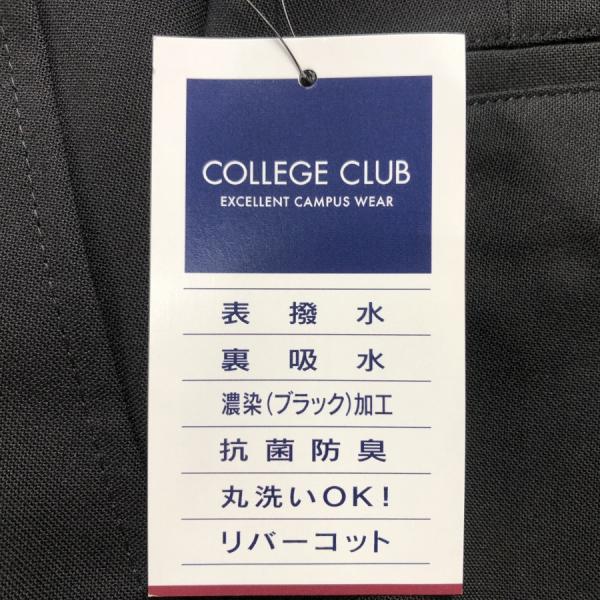 COLLEGE CLUB
EXCELLENT CAMPUS WEAR
表撥水
裏吸水
濃染(ブラック)加工
抗菌防臭
丸洗いOK!
リバーコット